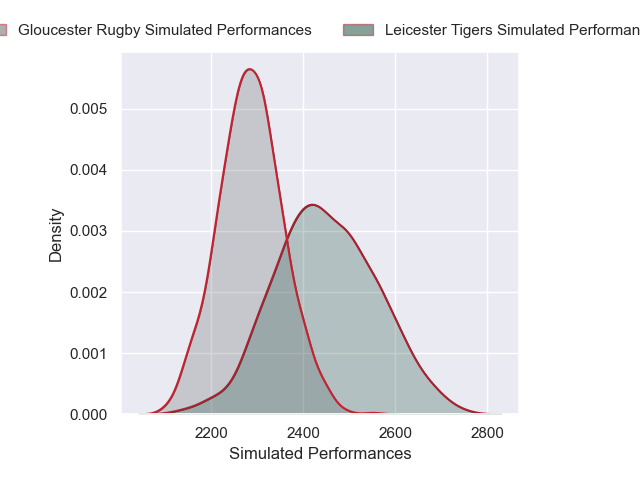 Gloucester Rugby Simulated Performances Leicester Tigers Simulated Performan
0.005
0.004
0.003
0.002
0.001
0.000
Density
2200 2400 2600 2800
Simulated Performances